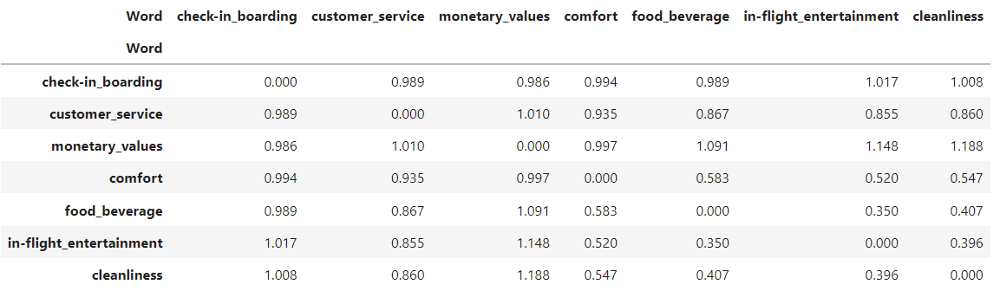 Word check-in_boarding customer_service monetary_values comfort food_beverage in-flight_entertainment cleanliness
Word
check-in_boarding 0.000 0.989 0.986 0.994 0.989 1.017 1.008
customer_service 0.989 0.000 1.010 0.935 0.867 0.855 0.860
monetary_values 0.986 1.010 0.000 0.997 1.091 1.148 1.188
comfort 0.994 0.935 0.997 0.000 0.583 0.520 0.547
food_beverage 0.989 0.867 1.091 0.583 0.000 0.350 0.407
in-flight_entertainment 1.017 0.855 1.148 0.520 0.350 0.000 0.396
cleanliness 1.008 0.860 1.188 0.547 0.407 0.396 0.000